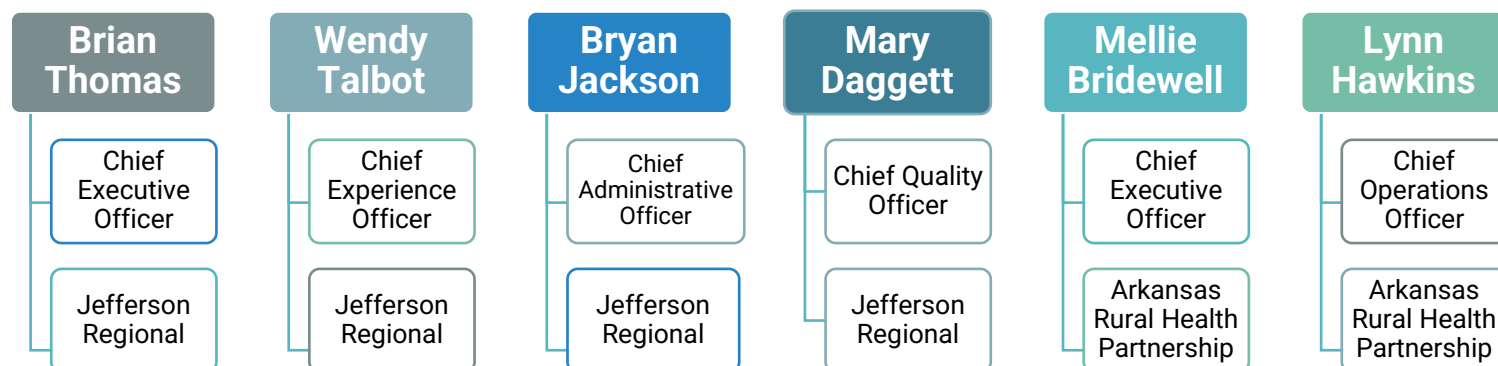 Brian
Thomas
Chief
Executive
Officer
Jefferson
Regional
Wendy
Talbot
Chief
Experience
Officer
Jefferson
Regional
Bryan
Jackson
Chief
Administrative
Officer
Jefferson
Regional
Mary
Daggett
Chief Quality
Officer
Jefferson
Regional
Mellie
Bridewell
Chief
Executive
Officer
Arkansas
Rural Health
Partnership
Lynn
Hawkins
Chief
Operations
Officer
Arkansas
Rural Health
Partnership